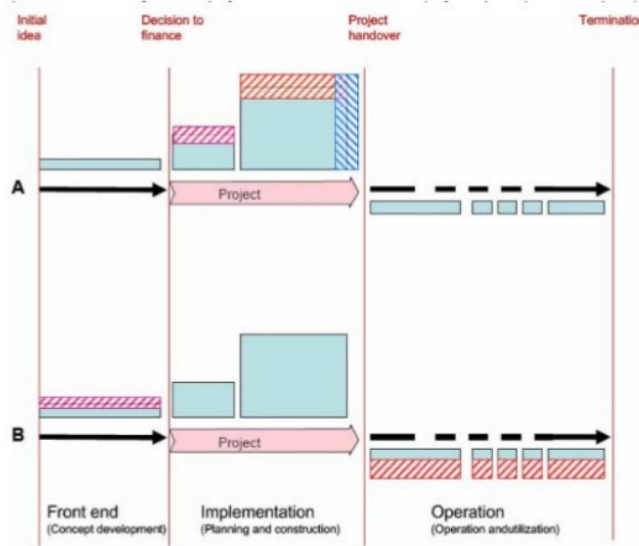 Initial
idea
Decision to
finance
Project
handover
Terminatio
A
Project
B
Project
Front end
(Concept development)
Implementation
(Planning and construction)
Operation
(Operation andutilization)